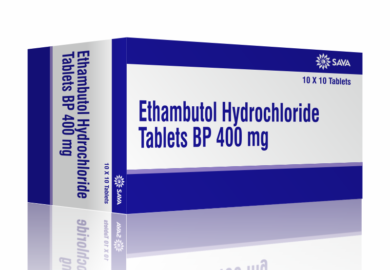 SAVA
10 X 10 Tablets
Ethambutol Hydrochloride
Tablets BP 400 mg
Ethambutol Hydrochloride
Tablets BP 400 mg
10 X 10 Tablets
SAVA